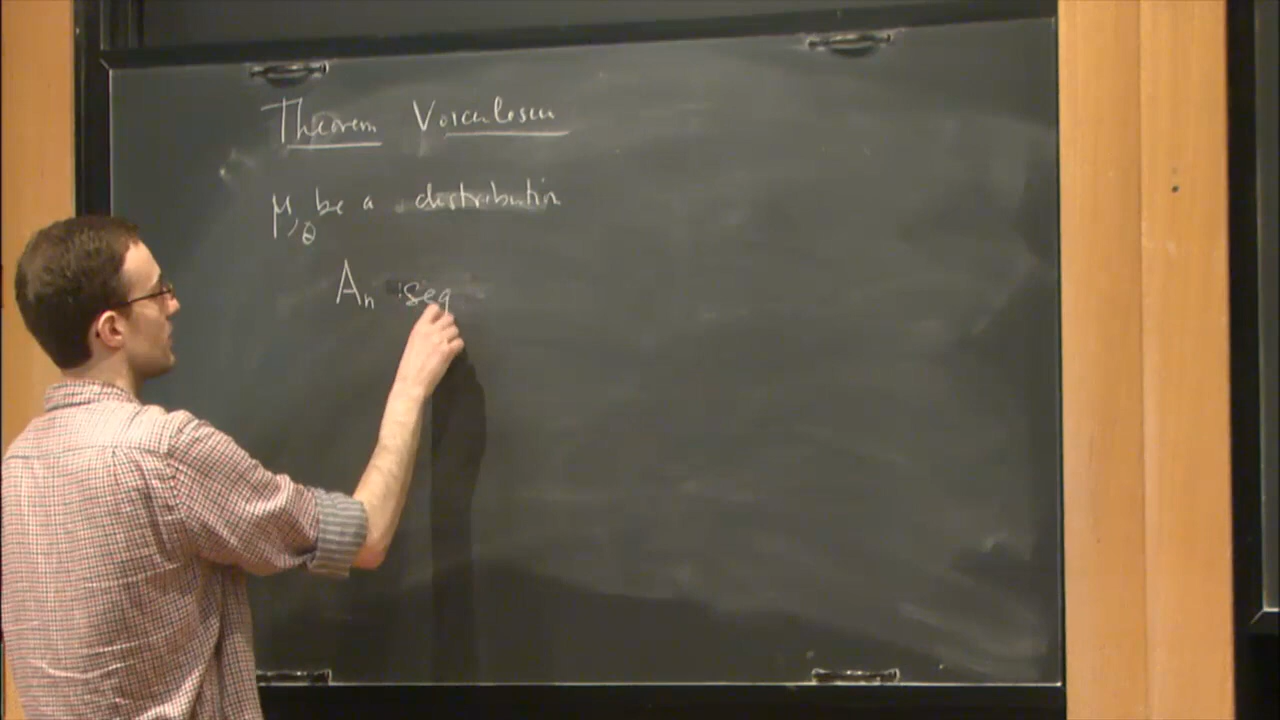 Theorem Voiculescu
μ, θ be a distribution
An seq